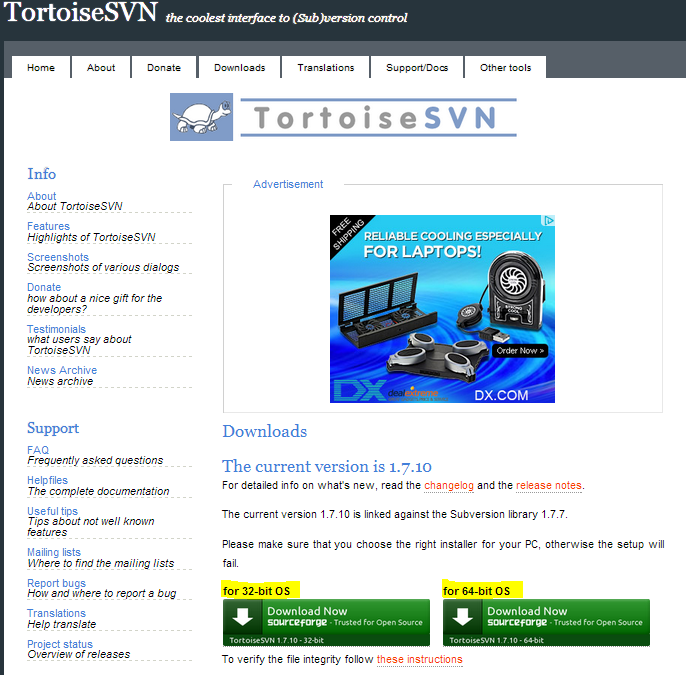 TortoiseSVN the coolest interface to (Sub)version control
Home About Donate Downloads Translations Support/Docs Other tools
TortoiseSVN
Info
About
About TortoiseSVN
Features
Highlights of TortoiseSVN
Screenshots
Screenshots of various dialogs
Donate
how about a nice gift for the
developers?
Testimonials
what users say about
TortoiseSVN
News Archive
News archive
Support
FAQ
Frequently asked questions
Helpfiles
The complete documentation
Useful tips
Tips about not well known
features
Mailing lists
Where to find the mailing lists
Report bugs
How and where to report a bug
Translations
Help translate
Project status
Overview of releases
Advertisement
FREE
SHIPPING
RELIABLE COOLING ESPECIALLY
FOR LAPTOPS!
STRONG
COOL
Order Now >
DX
dealextreme
DX.COM
Downloads
The current version is 1.7.10
For detailed info on what's new, read the changelog and the release notes.
The current version 1.7.10 is linked against the Subversion library 1.7.7.
Please make sure that you choose the right installer for your PC, otherwise the setup will
fail.
for 32-bit OS
Download Now
sourceforge - Trusted for Open Source
TortoiseSVN 1.7.10 - 32-bit
for 64-bit OS
Download Now
sourceforge - Trusted for Open Source
TortoiseSVN 1.7.10 - 64-bit
To verify the file integrity follow these instructions